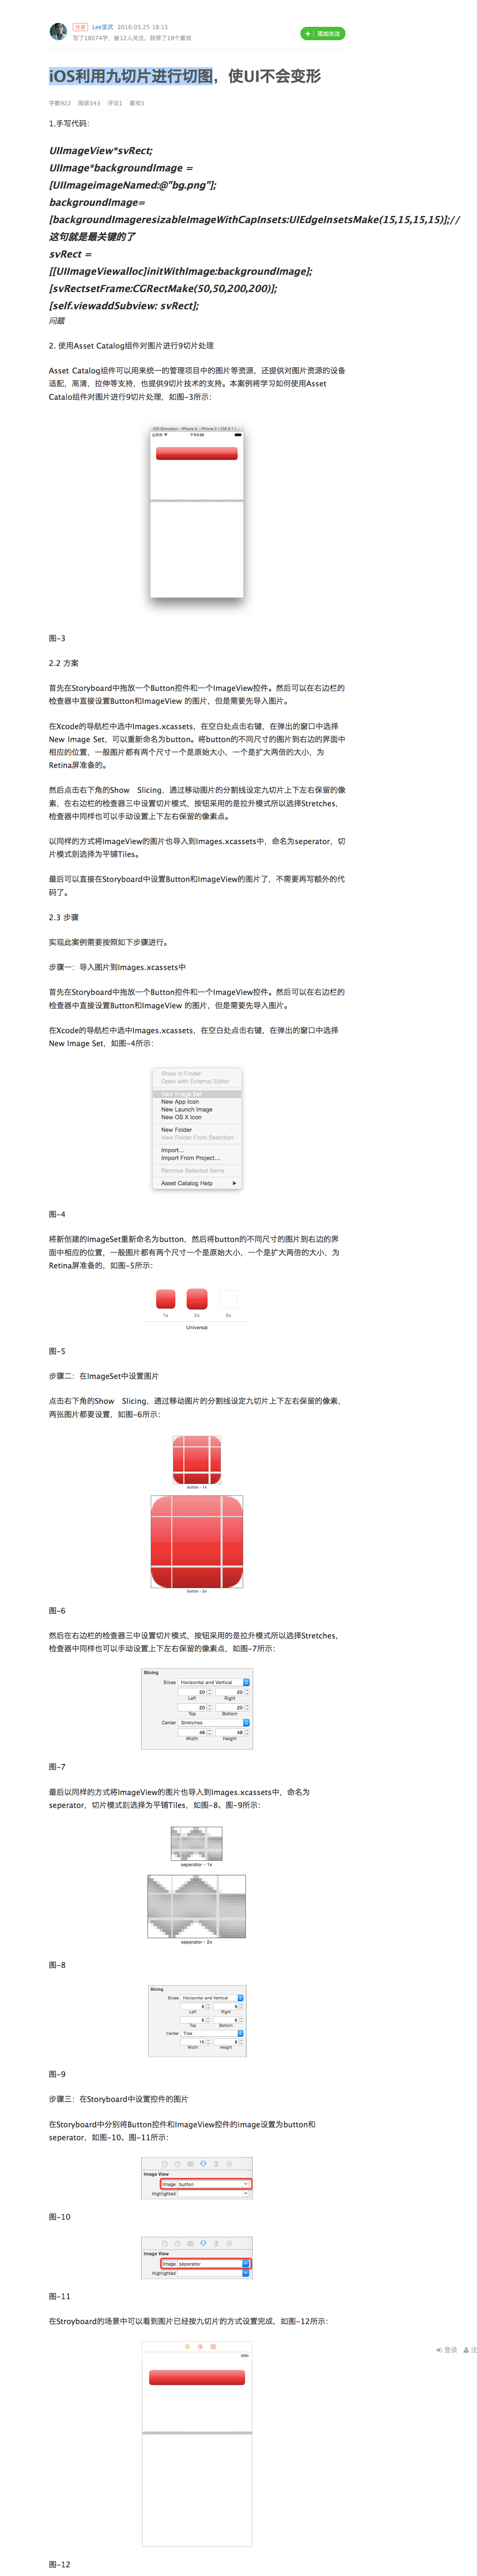 作者 Lee坚武 2016.03.25 18:15
写了18074字，被12人关注，获得了18个喜欢
添加关注
iOS利用九切片进行切图，使UI不会变形
字数922 阅读343 评论1 喜欢5
1.手写代码：
UIImageView*svRect;
UIImage*backgroundImage =
[UIImageimageNamed:@"bg.png"];
backgroundImage=
[backgroundImageresizableImageWithCapInsets:UIEdgeInsetsMake(15,15,15,15)];//
这句就是最关键的了
svRect =
[[UIImageViewalloc]initWithImage:backgroundImage];
[svRectsetFrame:CGRectMake(50,50,200,200)];
[self.viewaddSubview: svRect];
问题
2. 使用Asset Catalog组件对图片进行9切片处理
Asset Catalog组件可以用来统一的管理项目中的图片等资源，还提供对图片资源的设备
适配，高清，拉伸等支持，也提供9切片技术的支持。本案例将学习如何使用Asset
Catalo组件对图片进行9切片处理，如图-3所示：
图-3
2.2 方案
首先在Storyboard中拖放一个Button控件和一个ImageView控件。然后可以在右边栏的
检查器中直接设置Button和ImageView 的图片，但是需要先导入图片。
在Xcode的导航栏中选中Images.xcassets，在空白处点击右键，在弹出的窗口中选择
New Image Set，可以重新命名为button。将button的不同尺寸的图片到右边的界面中
相应的位置，一般图片都有两个尺寸一个是原始大小，一个是扩大两倍的大小，为
Retina屏准备的。
然后点击右下角的Show Slicing，通过移动图片的分割线设定九切片上下左右保留的像
素，在右边栏的检查器三中设置切片模式，按钮采用的是拉升模式所以选择Stretches，
检查器中同样也可以手动设置上下左右保留的像素点。
以同样的方式将ImageView的图片也导入到Images.xcassets中，命名为seperator，切
片模式则选择为平铺Tiles。
最后可以直接在Storyboard中设置Button和ImageView的图片了，不需要再写额外的代
码了。
2.3 步骤
实现此案例需要按照如下步骤进行。
步骤一：导入图片到Images.xcassets中
首先在Storyboard中拖放一个Button控件和一个ImageView控件。然后可以在右边栏的
检查器中直接设置Button和ImageView 的图片，但是需要先导入图片。
在Xcode的导航栏中选中Images.xcassets，在空白处点击右键，在弹出的窗口中选择
New Image Set，如图-4所示：
Show in Finder
Open with External Editor
New Image Set
New App Icon
New Launch Image
New OS X Icon
New Folder
New Folder From Selection
Import...
Import From Project...
Remove Selected Items
Asset Catalog Help
图-4
将新创建的ImageSet重新命名为button，然后将button的不同尺寸的图片到右边的界
面中相应的位置，一般图片都有两个尺寸一个是原始大小，一个是扩大两倍的大小，为
Retina屏准备的，如图-5所示：
1x 2x 3x
Universal
图-5
步骤二：在ImageSet中设置图片
点击右下角的Show Slicing，通过移动图片的分割线设定九切片上下左右保留的像素，
两张图片都要设置，如图-6所示：
button - 1x
button - 2x
图-6
然后在右边栏的检查器三中设置切片模式，按钮采用的是拉升模式所以选择Stretches，
检查器中同样也可以手动设置上下左右保留的像素点，如图-7所示：
Slicing
Slices Horizontal and Vertical
20 20
Left Right
20 20
Top Bottom
Center Stretches
48 48
Width Height
图-7
最后以同样的方式将ImageView的图片也导入到Images.xcassets中，命名为
seperator，切片模式则选择为平铺Tiles，如图-8、图-9所示：
seperator - 1x
seperator - 2x
图-8
Slicing
Slices Horizontal and Vertical
Left Right
Top Bottom
Center Tiles
15
Width Height
图-9
步骤三：在Storyboard中设置控件的图片
在Storyboard中分别将Button控件和ImageView控件的image设置为button和
seperator，如图-10、图-11所示：
Image View
Image button
Highlighted
图-10
Image View
Image seperator
Highlighted
图-11
在Stroyboard的场景中可以看到图片已经按九切片的方式设置完成，如图-12所示：
登录 注
图-12